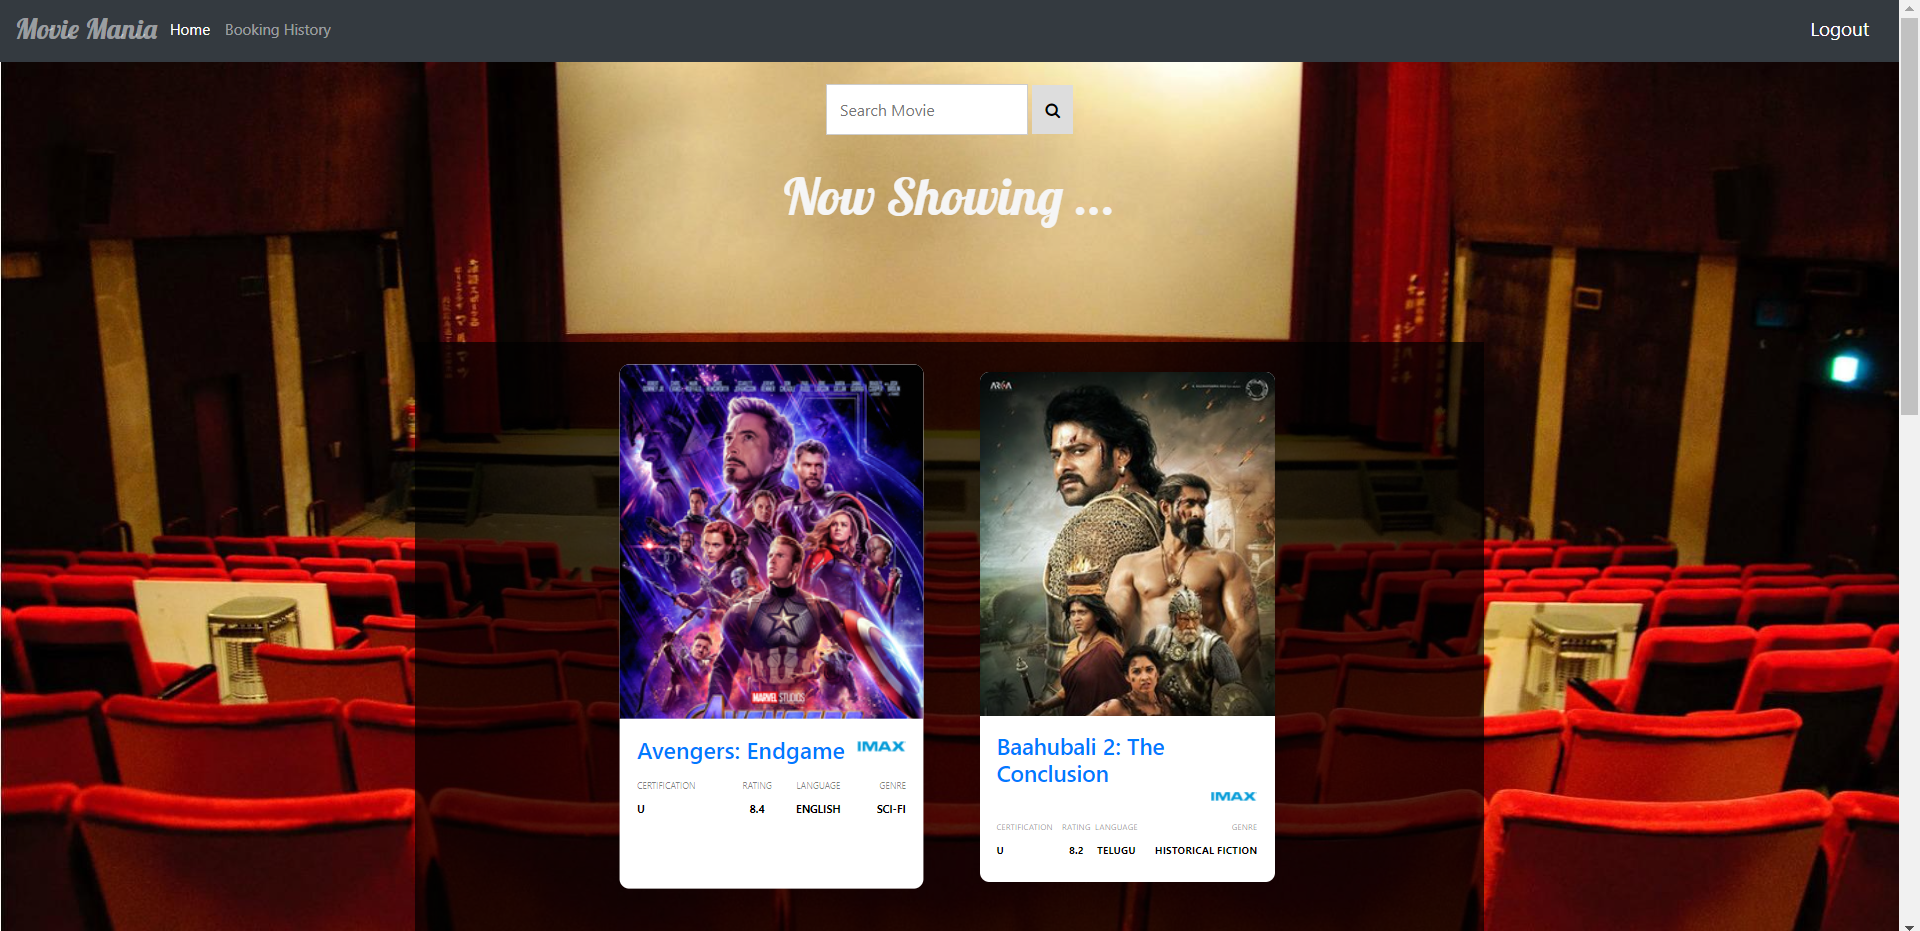 Movie Mania Home Booking History Logout
Search Movie
Now Showing ...
MARVEL STUDIOS
AVENGERS
ARKA
Avengers: Endgame IMAX
CERTIFICATION RATING LANGUAGE GENRE
U 8.4 ENGLISH SCI-FI
Baahubali 2: The
Conclusion
IMAX
CERTIFICATION RATING LANGUAGE GENRE
U 8.2 TELUGU HISTORICAL FICTION